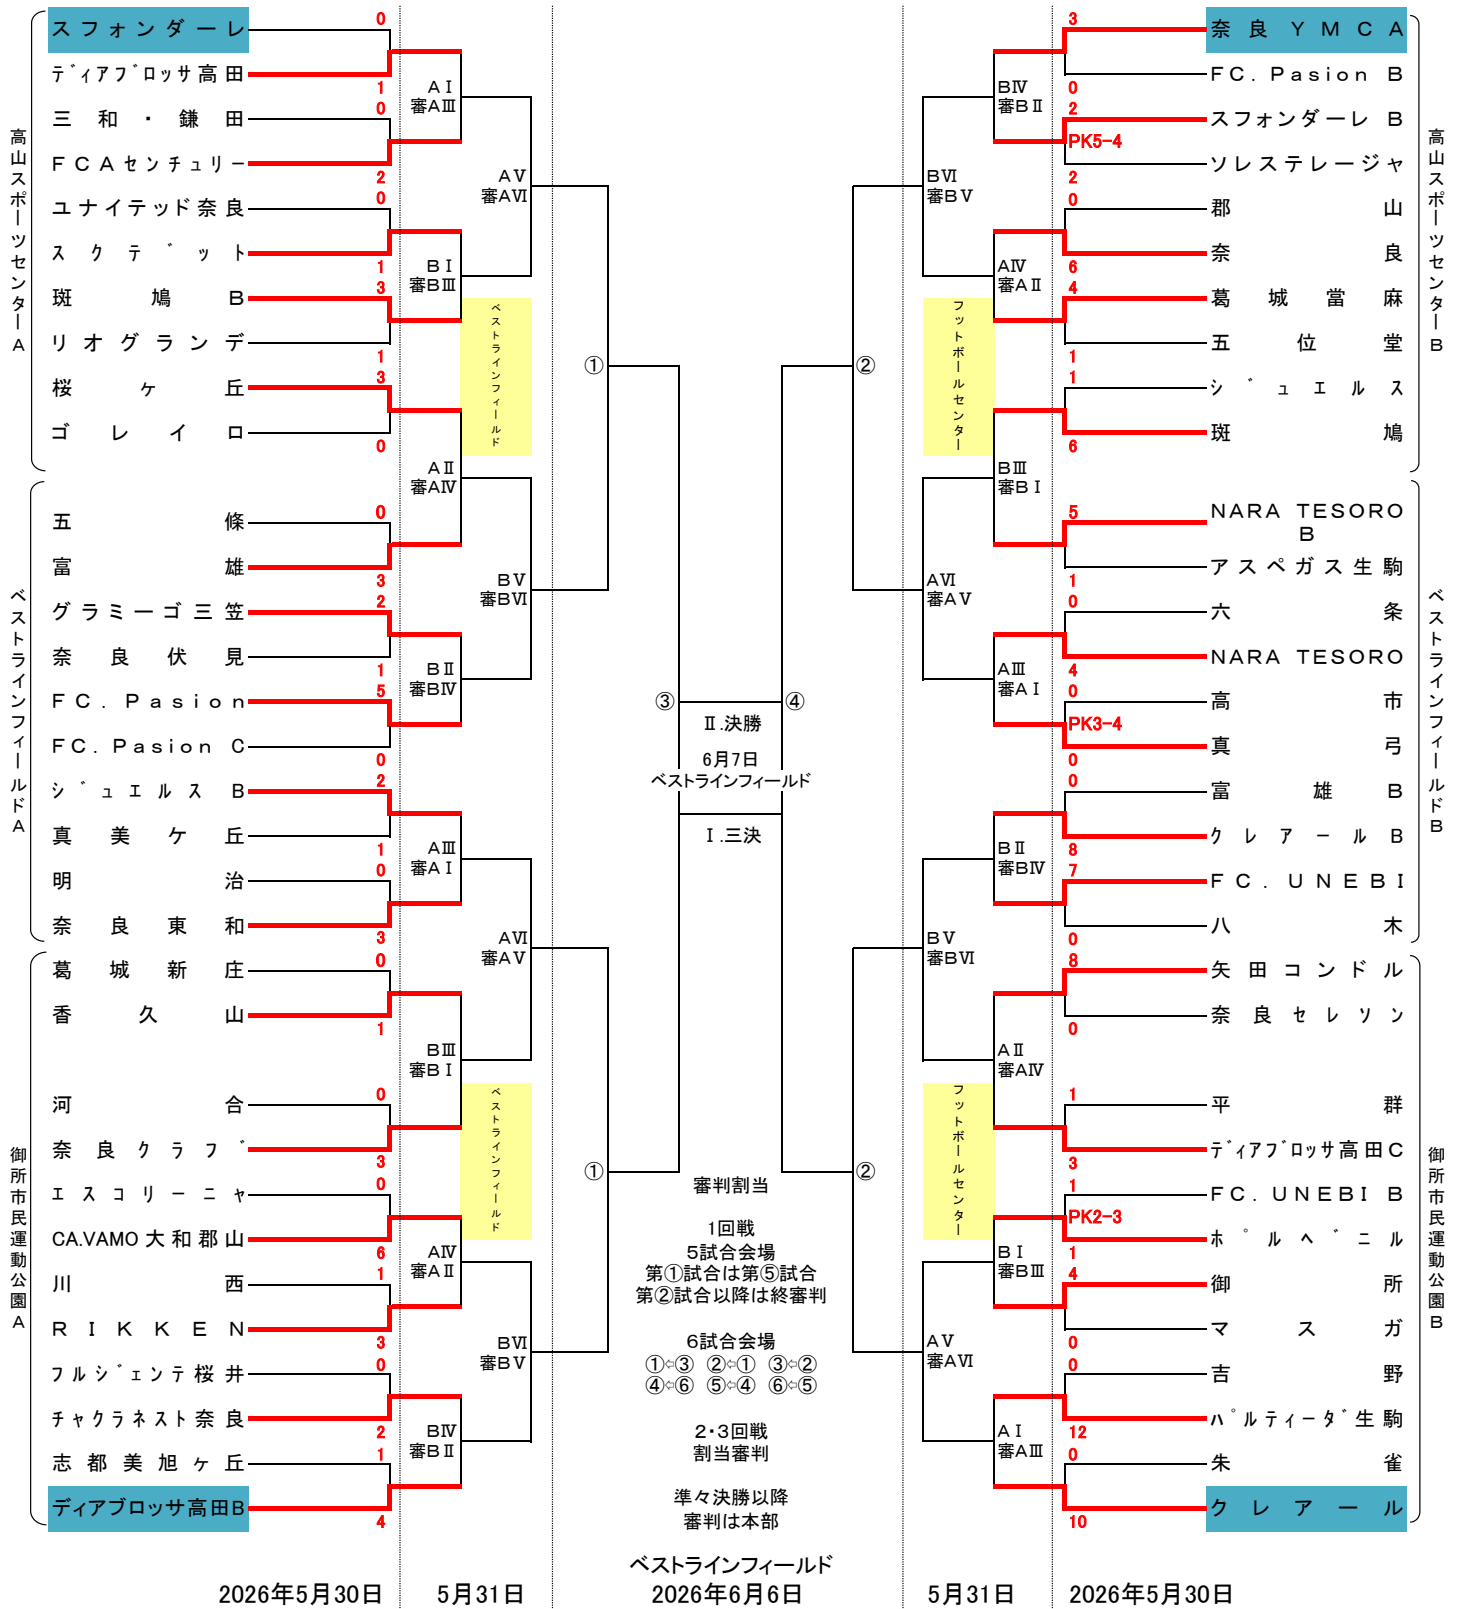 高山スポーツセンターA
スフォンダーレ 0
ディアブロッサ高田 1
三和・鎌田 0
FCAセンチュリー 2
ユナイテッド奈良 0
スクデット 1
斑鳩B 3
リオグランデ 1
桜ヶ丘 3
ゴレイロ 0
ベストラインフィールドA
五條 0
富雄 3
グラミーゴ三笠 2
奈良伏見 1
FC. Pasion 5
FC. Pasion C 0
ジュエルス B 2
真美ケ丘 1
明治 0
奈良東和 3
御所市民運動公園A
葛城新庄 0
香久山 1
河合 0
奈良クラブ 3
エスコリーニャ 0
CA.VAMO大和郡山 6
川西 1
RIKKEN 3
フルジェンテ桜井 0
チャクラネスト奈良 2
志都美旭ヶ丘 1
ディアブロッサ高田B 4
AⅠ
審AⅢ
BⅠ
審BⅢ
AⅡ
審AⅣ
BⅡ
審BⅣ
AⅢ
審AⅠ
BⅢ
審BⅠ
AⅣ
審AⅡ
BⅣ
審BⅡ
ベストラインフィールド
ベストラインフィールド
AⅤ
審AⅥ
BⅤ
審BⅥ
AⅥ
審AⅤ
BⅥ
審BⅤ
①
①
③
④
Ⅱ.決勝
6月7日
ベストラインフィールド
Ⅰ.三決
審判割当
1回戦
5試合会場
第①試合は第⑤試合
第②試合以降は終審判
6試合会場
①⇦③ ②⇦① ③⇦②
④⇦⑥ ⑤⇦④ ⑥⇦⑤
2・3回戦
割当審判
準々決勝以降
審判は本部
ベストラインフィールド
②
②
BⅥ
審BⅤ
AⅥ
審AⅤ
BⅤ
審BⅥ
AⅤ
審AⅥ
フットボールセンター
フットボールセンター
BⅣ
審BⅡ
AⅣ
審AⅡ
BⅢ
審BⅠ
AⅢ
審AⅠ
BⅡ
審BⅣ
AⅡ
審AⅣ
BⅠ
審BⅢ
AⅠ
審AⅢ
高山スポーツセンターB
3 奈良YMCA
0 FC. Pasion B
2 スフォンダーレ B
PK5-4
2 ソレステレージャ
0 郡山
6 奈良
4 葛城當麻
1 五位堂
1 ジュエルス
6 斑鳩
ベストラインフィールドB
5 NARA TESORO
B
1 アスペガス生駒
0 六条
4 NARA TESORO
0 高市
PK3-4
0 真弓
0 富雄B
8 クレアールB
7 FC. UNEBI
0 八木
御所市民運動公園B
8 矢田コンドル
0 奈良セレソン
1 平群
3 ディアブロッサ高田C
1 FC. UNEBI B
PK2-3
1 ポルベニル
4 御所
0 マスガ
0 吉野
12 パルティーダ生駒
0 朱雀
10 クレアール
2026年5月30日 5月31日 2026年6月6日 5月31日 2026年5月30日